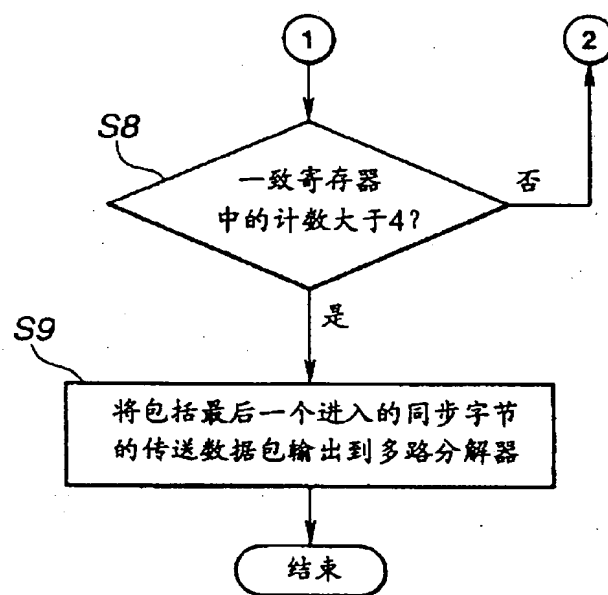 1
2
S8
一致寄存器
中的计数大于4?
否
是
S9
将包括最后一个进入的同步字节
的传送数据包输出到多路分解器
结束